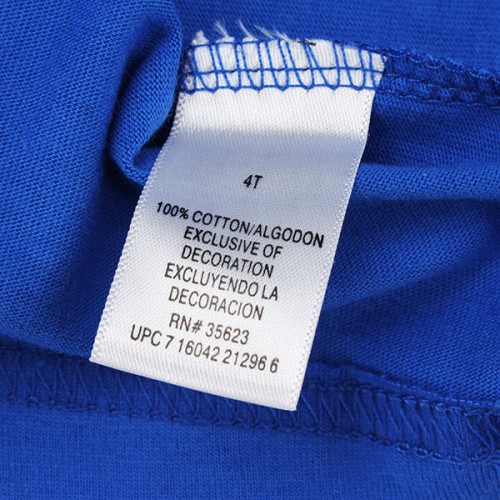 4T
100% COTTON/ALGODON
EXCLUSIVE OF
DECORATION
EXCLUYENDO LA
DECORACION
RN# 35623
UPC 7 16042 21296 6